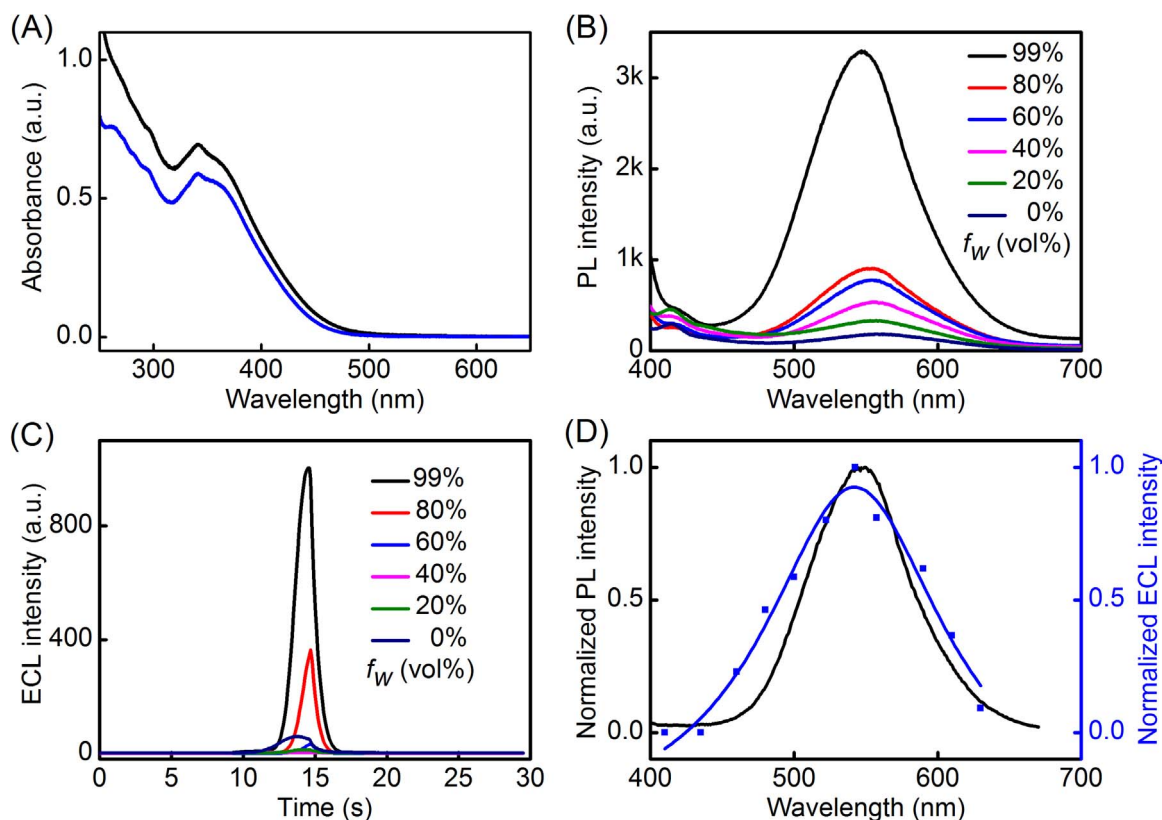 (A)
1.0
0.5
0.0
Absorbance (a.u.)
300 400 500 600
Wavelength (nm)
(B)
3k
2k
1k
0
PL intensity (a.u.)
99%
80%
60%
40%
20%
0%
fW (vol%)
400 500 600 700
Wavelength (nm)
(C)
800
400
0
ECL intensity (a.u.)
99%
80%
60%
40%
20%
0%
fW (vol%)
0 5 10 15 20 25 30
Time (s)
(D)
1.0
0.5
0.0
Normalized PL intensity
1.0
0.5
0.0
Normalized ECL intensity
400 500 600 700
Wavelength (nm)